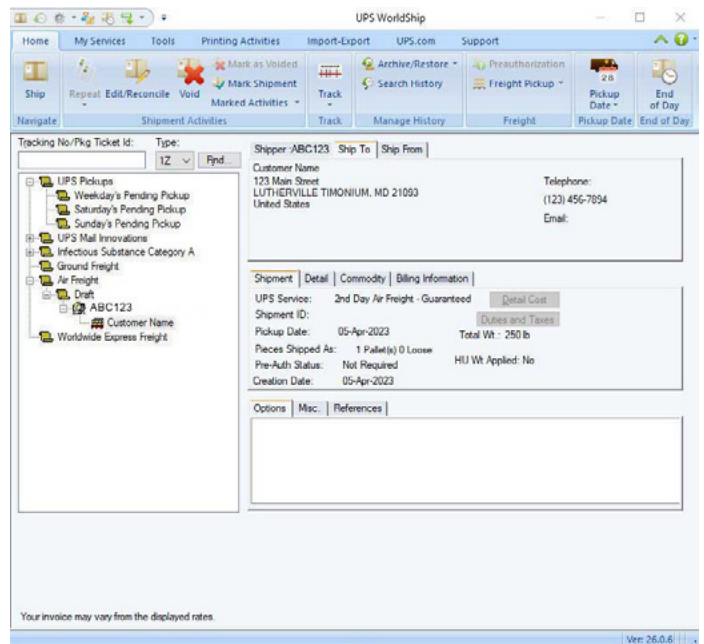 UPS WorldShip
Home My Services Tools Printing Activities Import-Export UPS.com Support
Ship
Repeat Edit/Reconcile Void
Mark as Voided
Mark Shipment
Marked Activities
Track
Archive/Restore
Search History
Preauthorization
Freight Pickup
28
Pickup Date
End of Day
Navigate Shipment Activities Track Manage History Freight Pickup Date End of Day
Tracking No/Pkg Ticket Id: Type:
1Z Find...
UPS Pickups
Weekday's Pending Pickup
Saturday's Pending Pickup
Sunday's Pending Pickup
UPS Mail Innovations
Infectious Substance Category A
Ground Freight
Air Freight
Draft
ABC123
Customer Name
Worldwide Express Freight
Shipper :ABC123 Ship To Ship From
Customer Name
123 Main Street
LUTHERVILLE TIMONIUM, MD 21093
United States
Telephone:
(123) 456-7894
Email:
Shipment Detail Commodity Billing Information
UPS Service: 2nd Day Air Freight - Guaranteed Detail Cost
Shipment ID: Duties and Taxes
Pickup Date: 05-Apr-2023 Total Wt.: 250 lb
Pieces Shipped As: 1 Pallet(s) 0 Loose
HU Wt Applied: No
Pre-Auth Status: Not Required
Creation Date: 05-Apr-2023
Options Misc. References
Your invoice may vary from the displayed rates.
Ver: 26.0.6